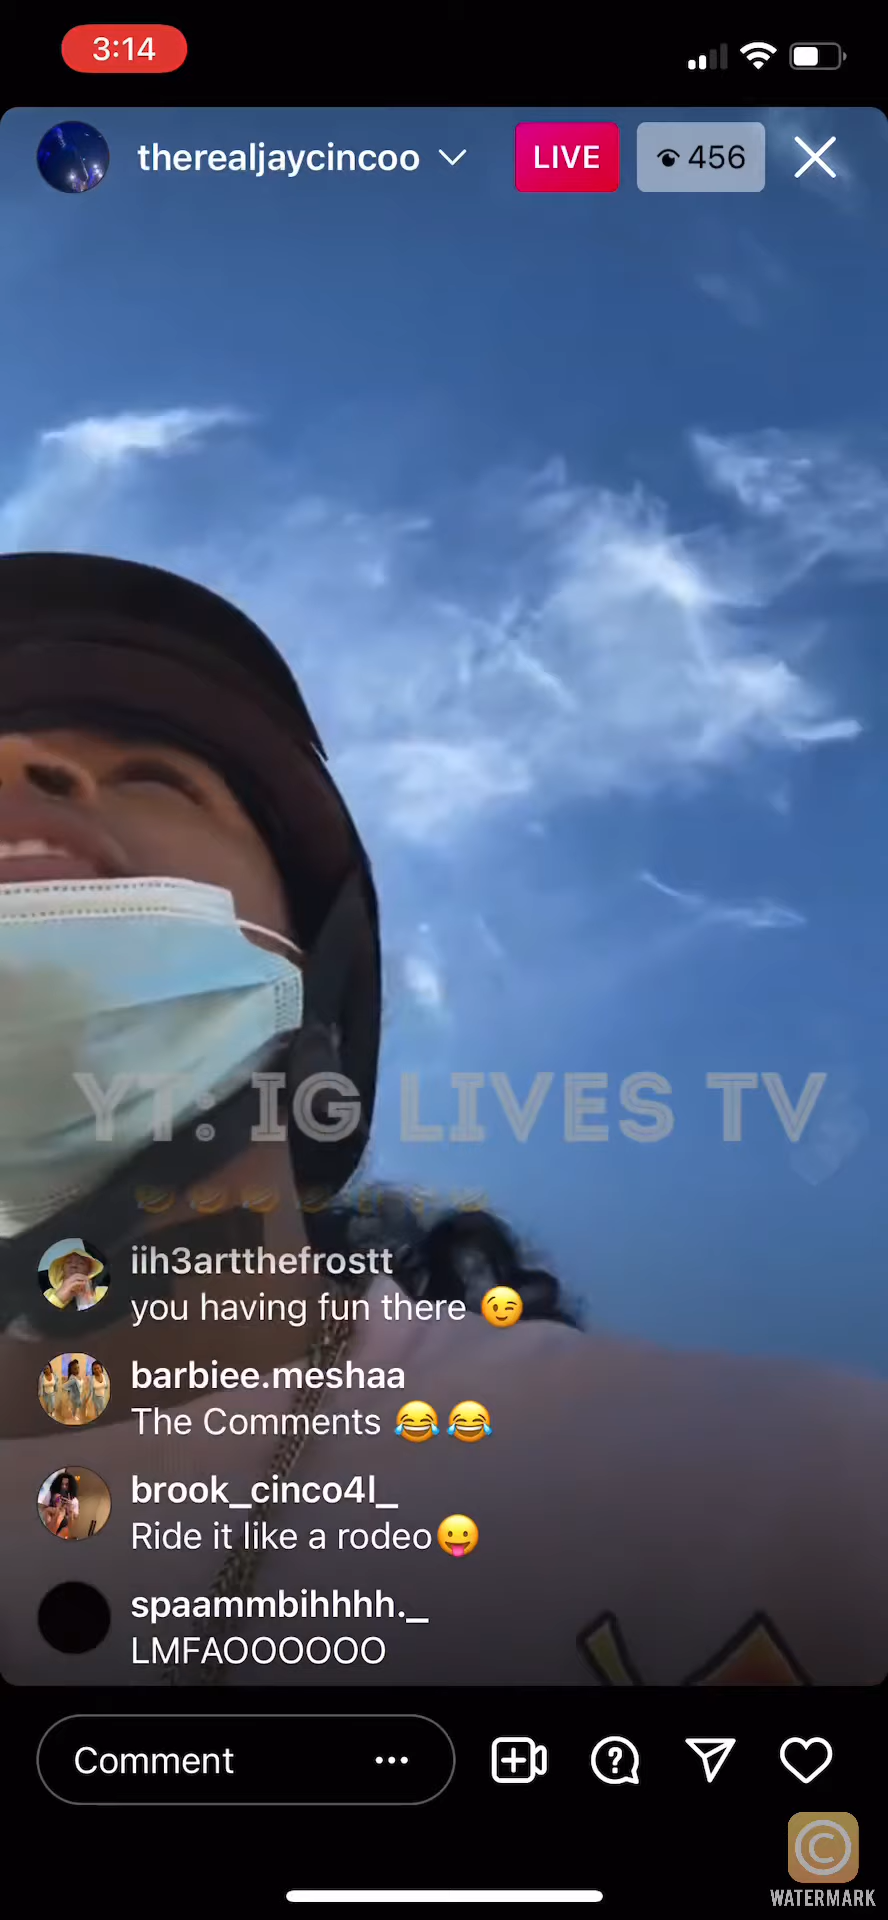 3:14
therealjaycincoo
LIVE
456
YT: IG LIVES TV
iih3artthefrostt
you having fun there 😉
barbiee.meshaa
The Comments 😂😂
brook_cinco4l_
Ride it like a rodeo😛
spaammbihhhh._
LMFAOOOOOO
Comment
WATERMARK